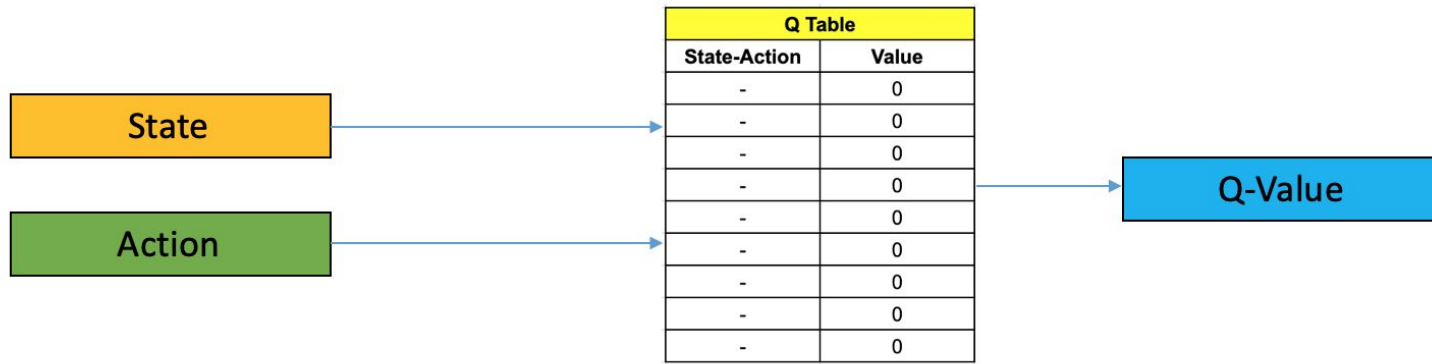 State
Action
Q Table
State-Action Value
- 0
- 0
- 0
- 0
- 0
- 0
- 0
- 0
- 0
Q-Value